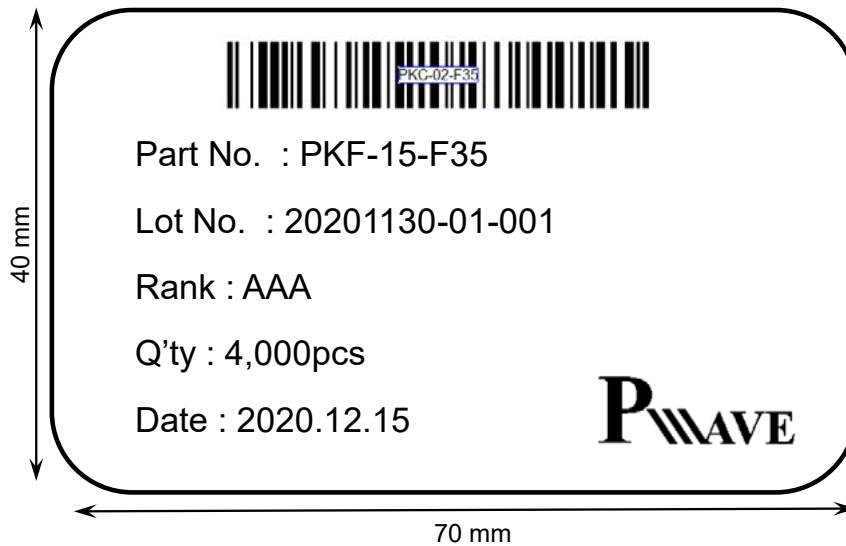 PKC-02-F35
Part No. : PKF-15-F35
Lot No. : 20201130-01-001
Rank : AAA
Q’ty : 4,000pcs
Date : 2020.12.15
PWAVE
40 mm
70 mm